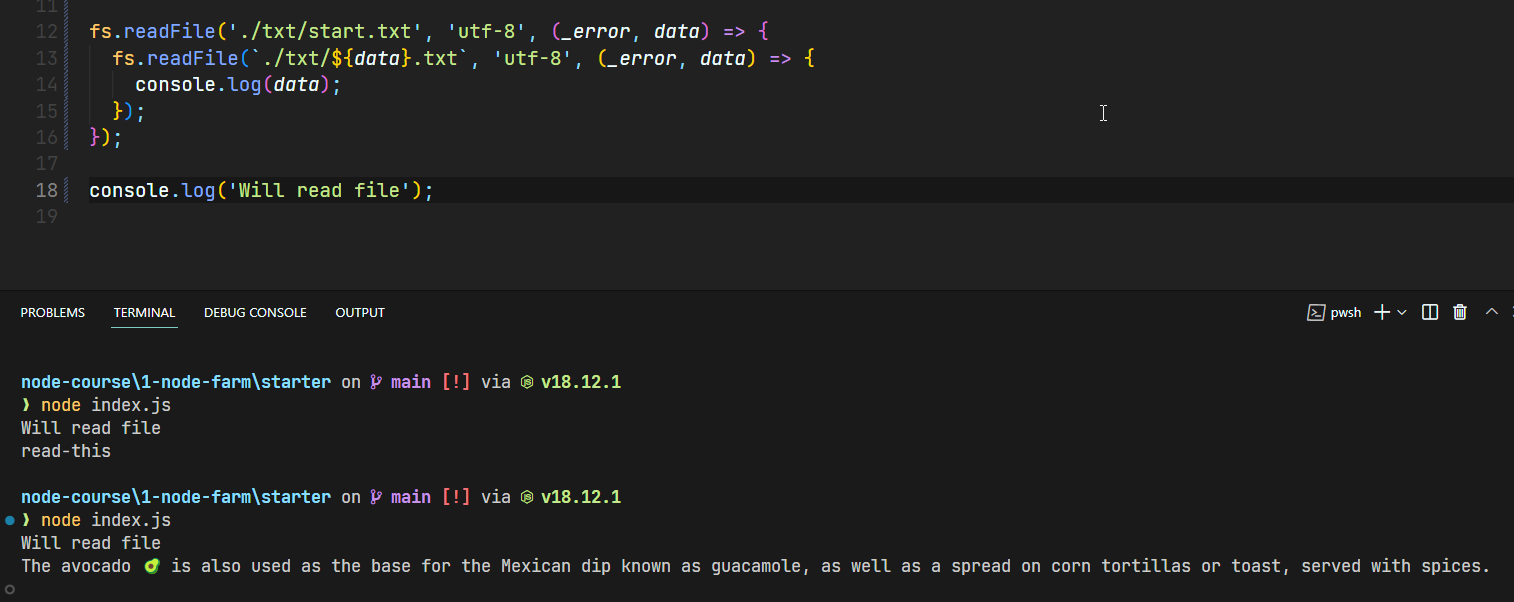 11
12 fs.readFile('./txt/start.txt', 'utf-8', (_error, data) => {
13   fs.readFile(`./txt/${data}.txt`, 'utf-8', (_error, data) => {
14     console.log(data);
15   });
16 });
17
18 console.log('Will read file');
19
PROBLEMS TERMINAL DEBUG CONSOLE OUTPUT pwsh
node-course\1-node-farm\starter on main [!] via v18.12.1
❯ node index.js
Will read file
read-this
node-course\1-node-farm\starter on main [!] via v18.12.1
❯ node index.js
Will read file
The avocado 🥑 is also used as the base for the Mexican dip known as guacamole, as well as a spread on corn tortillas or toast, served with spices.